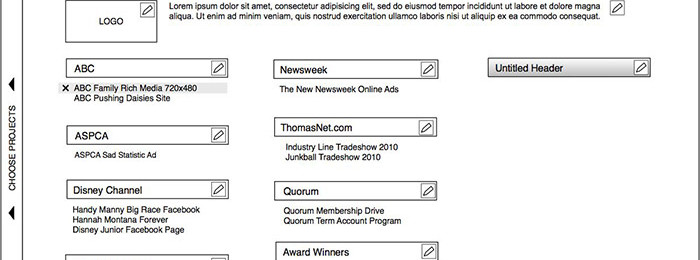 LOGO
Lorem ipsum dolor sit amet, consectetur adipisicing elit, sed do eiusmod tempor incididunt ut labore et dolore magna
aliqua. Ut enim ad minim veniam, quis nostrud exercitation ullamco laboris nisi ut aliquip ex ea commodo consequat.
CHOOSE PROJECTS
ABC
ABC Family Rich Media 720x480
ABC Pushing Daisies Site
ASPCA
ASPCA Sad Statistic Ad
Disney Channel
Handy Manny Big Race Facebook
Hannah Montana Forever
Disney Junior Facebook Page
Newsweek
The New Newsweek Online Ads
ThomasNet.com
Industry Line Tradeshow 2010
Junkball Tradeshow 2010
Quorum
Quorum Membership Drive
Quorum Term Account Program
Award Winners
Untitled Header